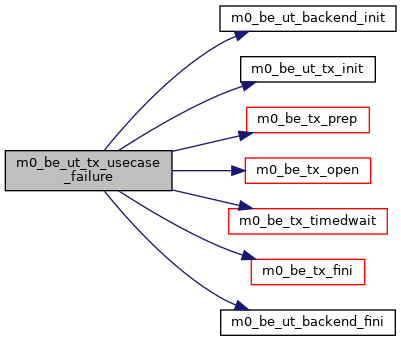 m0_be_ut_backend_init
m0_be_ut_tx_init
m0_be_tx_prep
m0_be_ut_tx_usecase
_failure
m0_be_tx_open
m0_be_tx_timedwait
m0_be_tx_fini
m0_be_ut_backend_fini